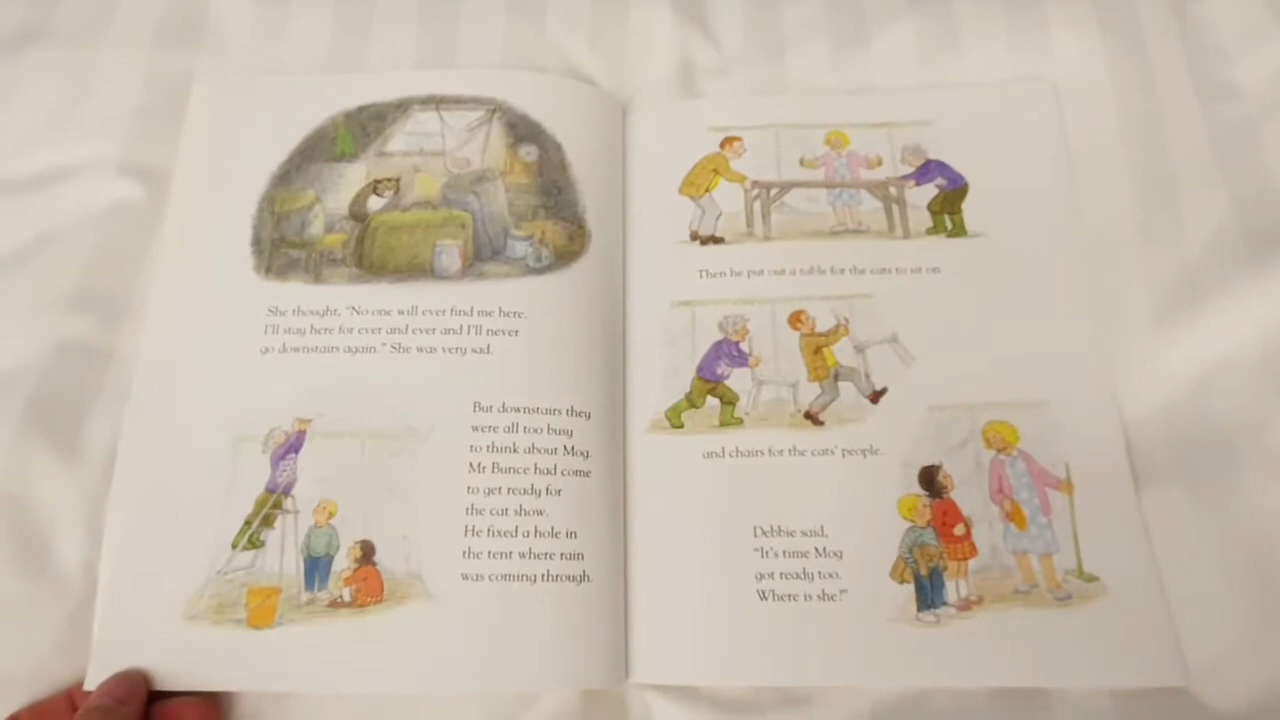 She thought, "No one will ever find me here.
I'll stay here for ever and ever and I'll never
go downstairs again." She was very sad.
But downstairs they
were all too busy
to think about Mog.
Mr Bunce had come
to get ready for
the cat show.
He fixed a hole in
the tent where rain
was coming through.
Then he put out a table for the cats to sit on
and chairs for the cats' people.
Debbie said,
"It's time Mog
got ready too.
Where is she?"